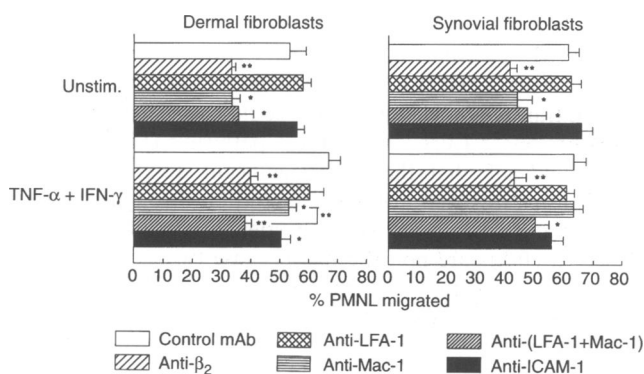 Dermal fibroblasts Synovial fibroblasts
Unstim.
**
*
*
**
*
*
TNF-α + IFN-γ
**
*
**
**
*
**
*
0 10 20 30 40 50 60 70 80 0 10 20 30 40 50 60 70 80
% PMNL migrated
Control mAb Anti-LFA-1 Anti-(LFA-1+Mac-1)
Anti-β2 Anti-Mac-1 Anti-ICAM-1